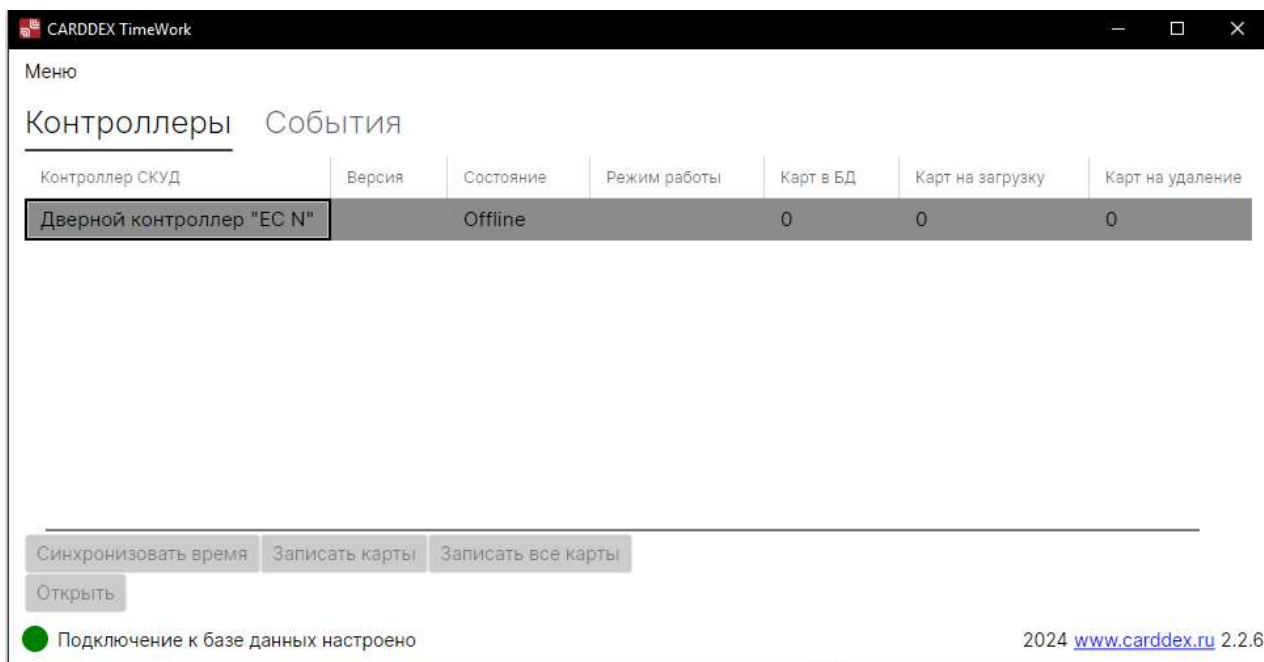 CARDDEX TimeWork
Меню
Контроллеры События
Контроллер СКУД Версия Состояние Режим работы Карт в БД Карт на загрузку Карт на удаление
Дверной контроллер "EC N" Offline 0 0 0
Синхронизовать время Записать карты Записать все карты
Открыть
Подключение к базе данных настроено 2024 www.carddex.ru 2.2.6